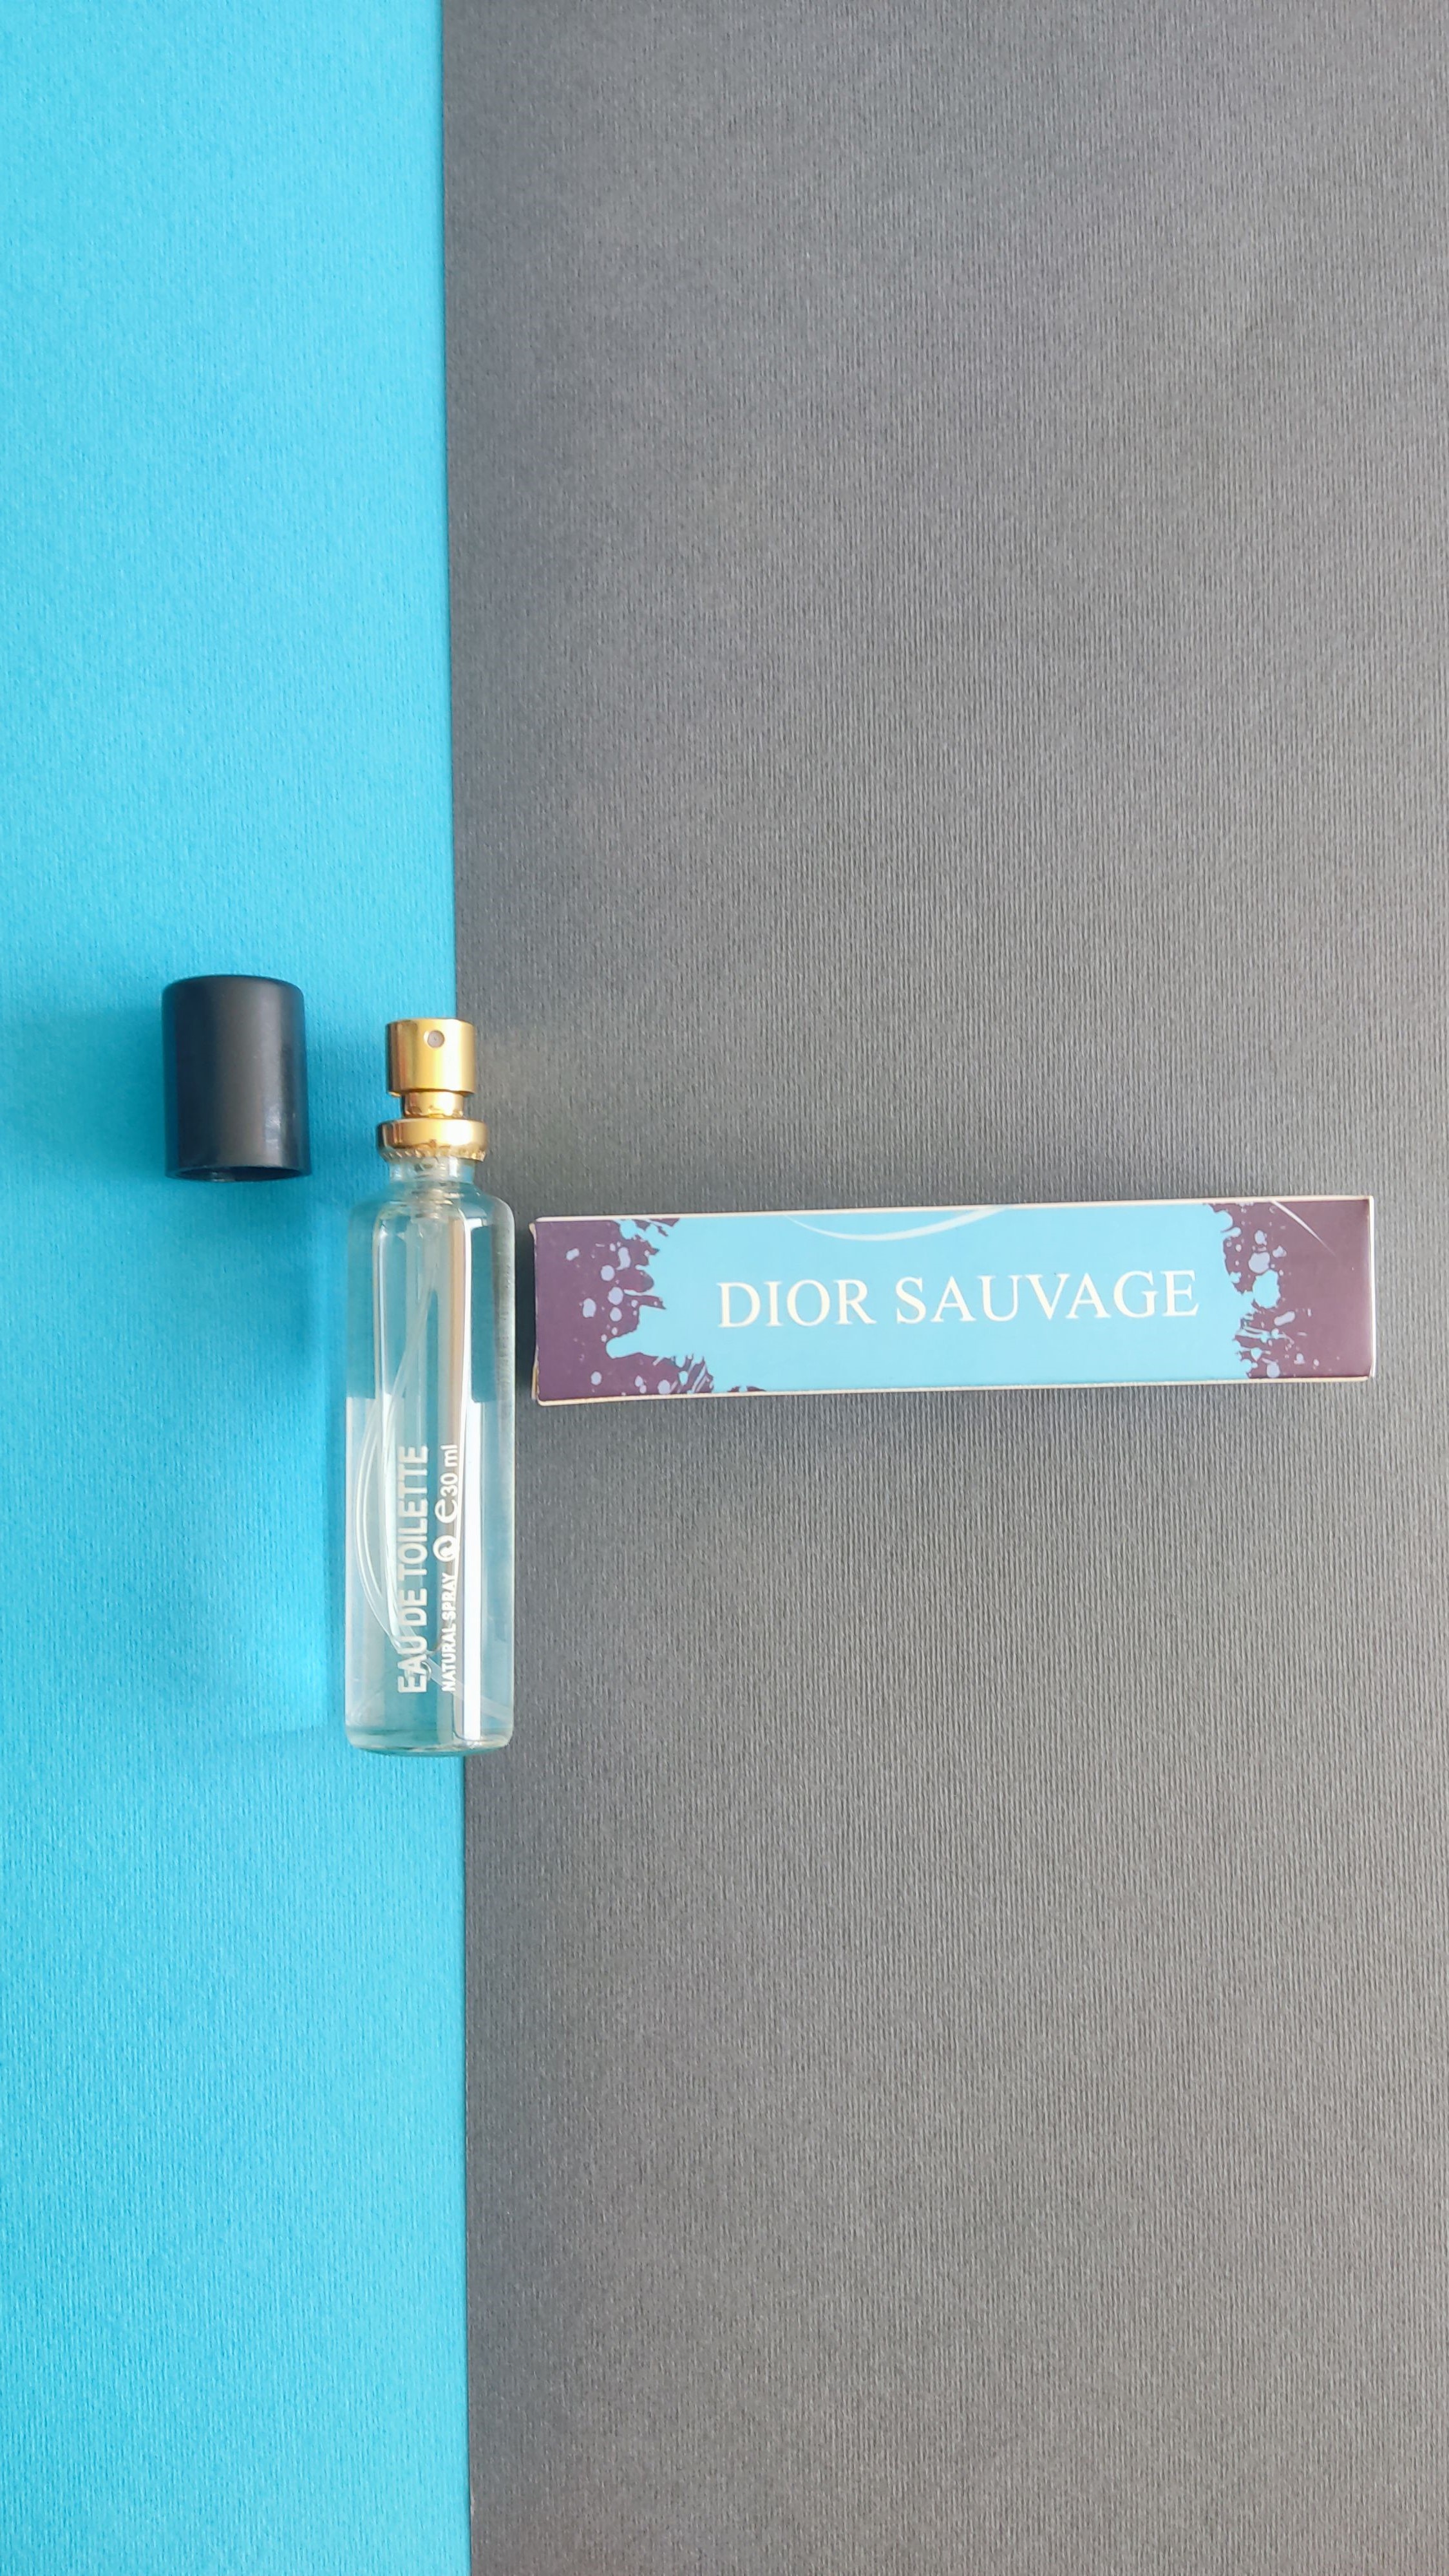 DIOR SAUVAGE
EAU DE TOILETTE
NATURAL SPRAY ℮30 ml